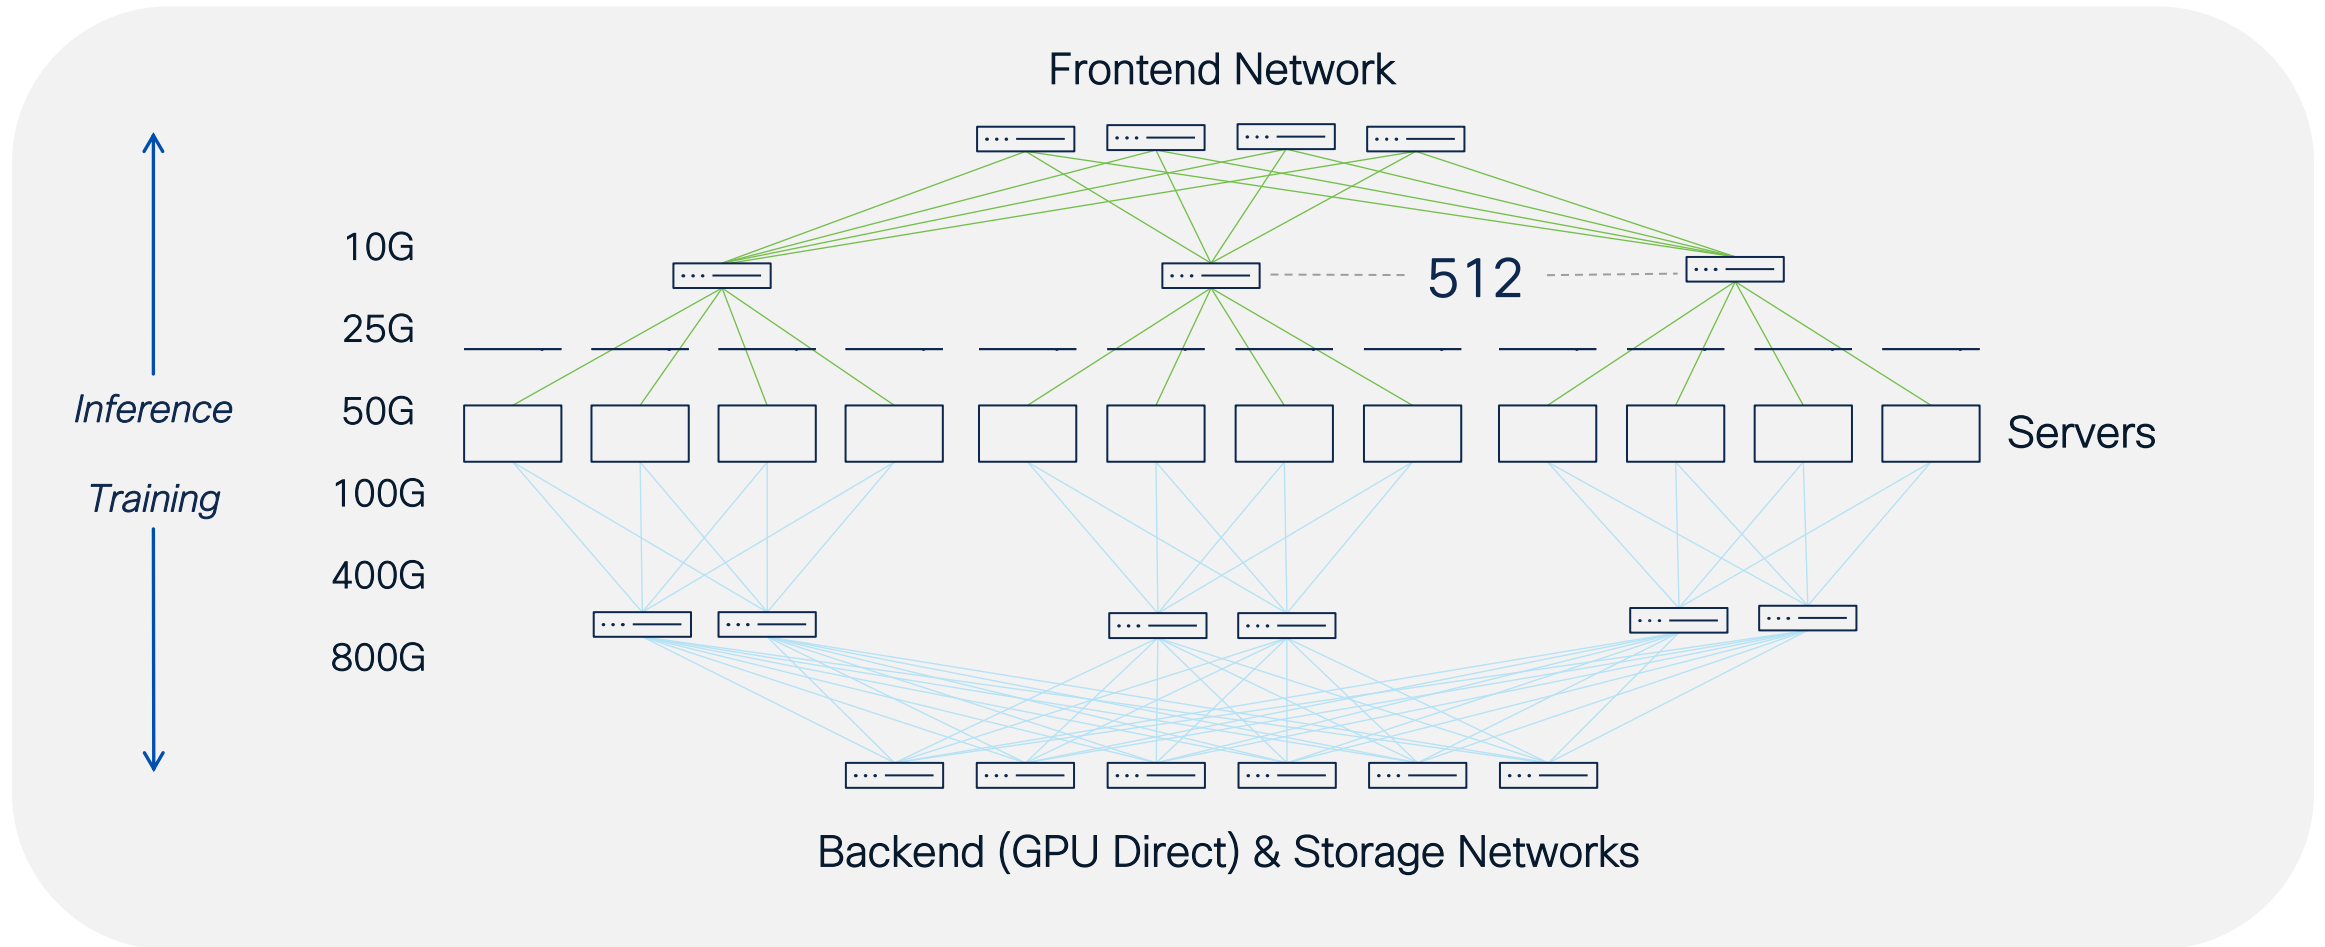 Frontend Network
10G
512
25G
Inference
50G
Servers
Training
100G
400G
800G
Backend (GPU Direct) & Storage Networks